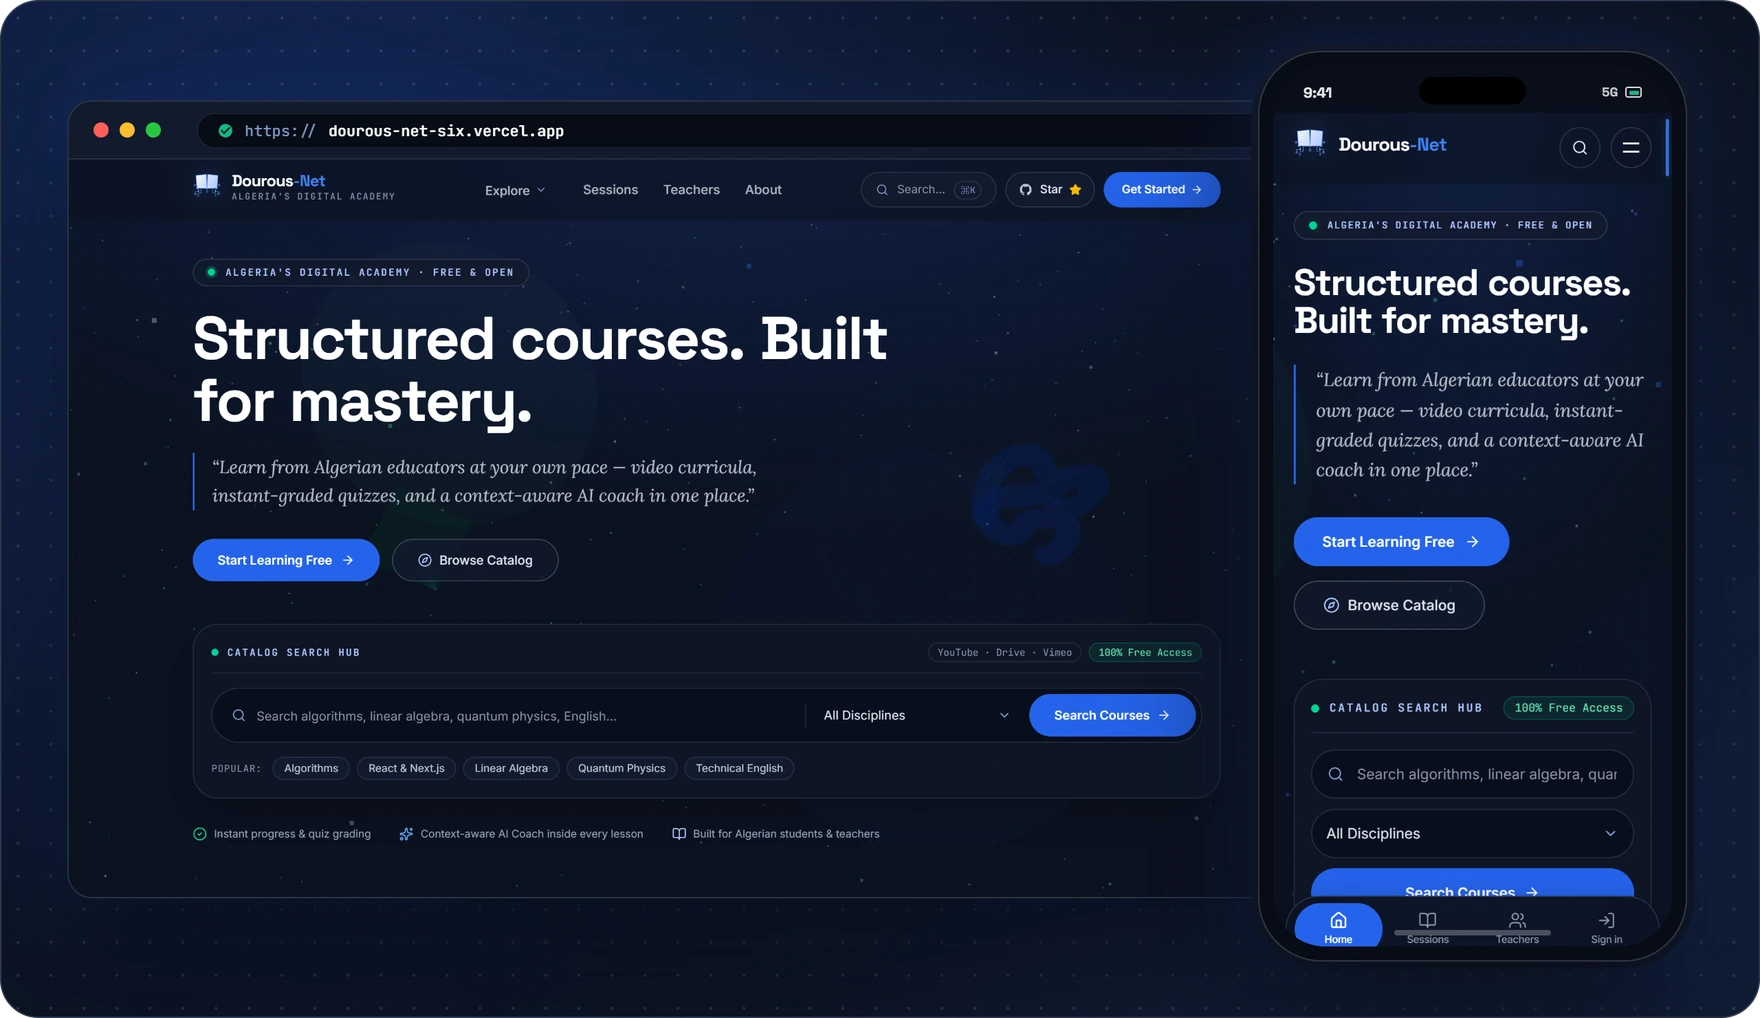 https:// dourous-net-six.vercel.app
Dourous-Net
ALGERIA'S DIGITAL ACADEMY
Explore
Sessions
Teachers
About
Search...
⌘K
Star
Get Started →
ALGERIA'S DIGITAL ACADEMY · FREE & OPEN
Structured courses. Built
for mastery.
“Learn from Algerian educators at your own pace — video curricula,
instant-graded quizzes, and a context-aware AI coach in one place.”
Start Learning Free →
Browse Catalog
CATALOG SEARCH HUB
YouTube · Drive · Vimeo
100% Free Access
Search algorithms, linear algebra, quantum physics, English...
All Disciplines
Search Courses →
POPULAR:
Algorithms
React & Next.js
Linear Algebra
Quantum Physics
Technical English
Instant progress & quiz grading
Context-aware AI Coach inside every lesson
Built for Algerian students & teachers
9:41
5G
Dourous-Net
ALGERIA'S DIGITAL ACADEMY · FREE & OPEN
Structured courses.
Built for mastery.
“Learn from Algerian educators at your
own pace — video curricula, instant-
graded quizzes, and a context-aware AI
coach in one place.”
Start Learning Free →
Browse Catalog
CATALOG SEARCH HUB
100% Free Access
Search algorithms, linear algebra, quar
All Disciplines
Search Courses →
Home
Sessions
Teachers
Sign in